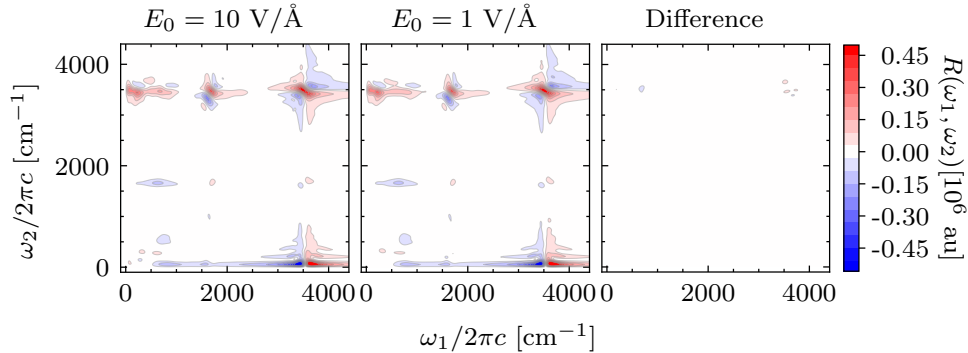 E₀ = 10 V/Å
E₀ = 1 V/Å
Difference
4000
2000
0
ω₂/2πc [cm⁻¹]
0 2000 4000
0 2000 4000
0 2000 4000
ω₁/2πc [cm⁻¹]
0.45
0.30
0.15
0.00
-0.15
-0.30
-0.45
R(ω₁, ω₂)[10⁶ au]